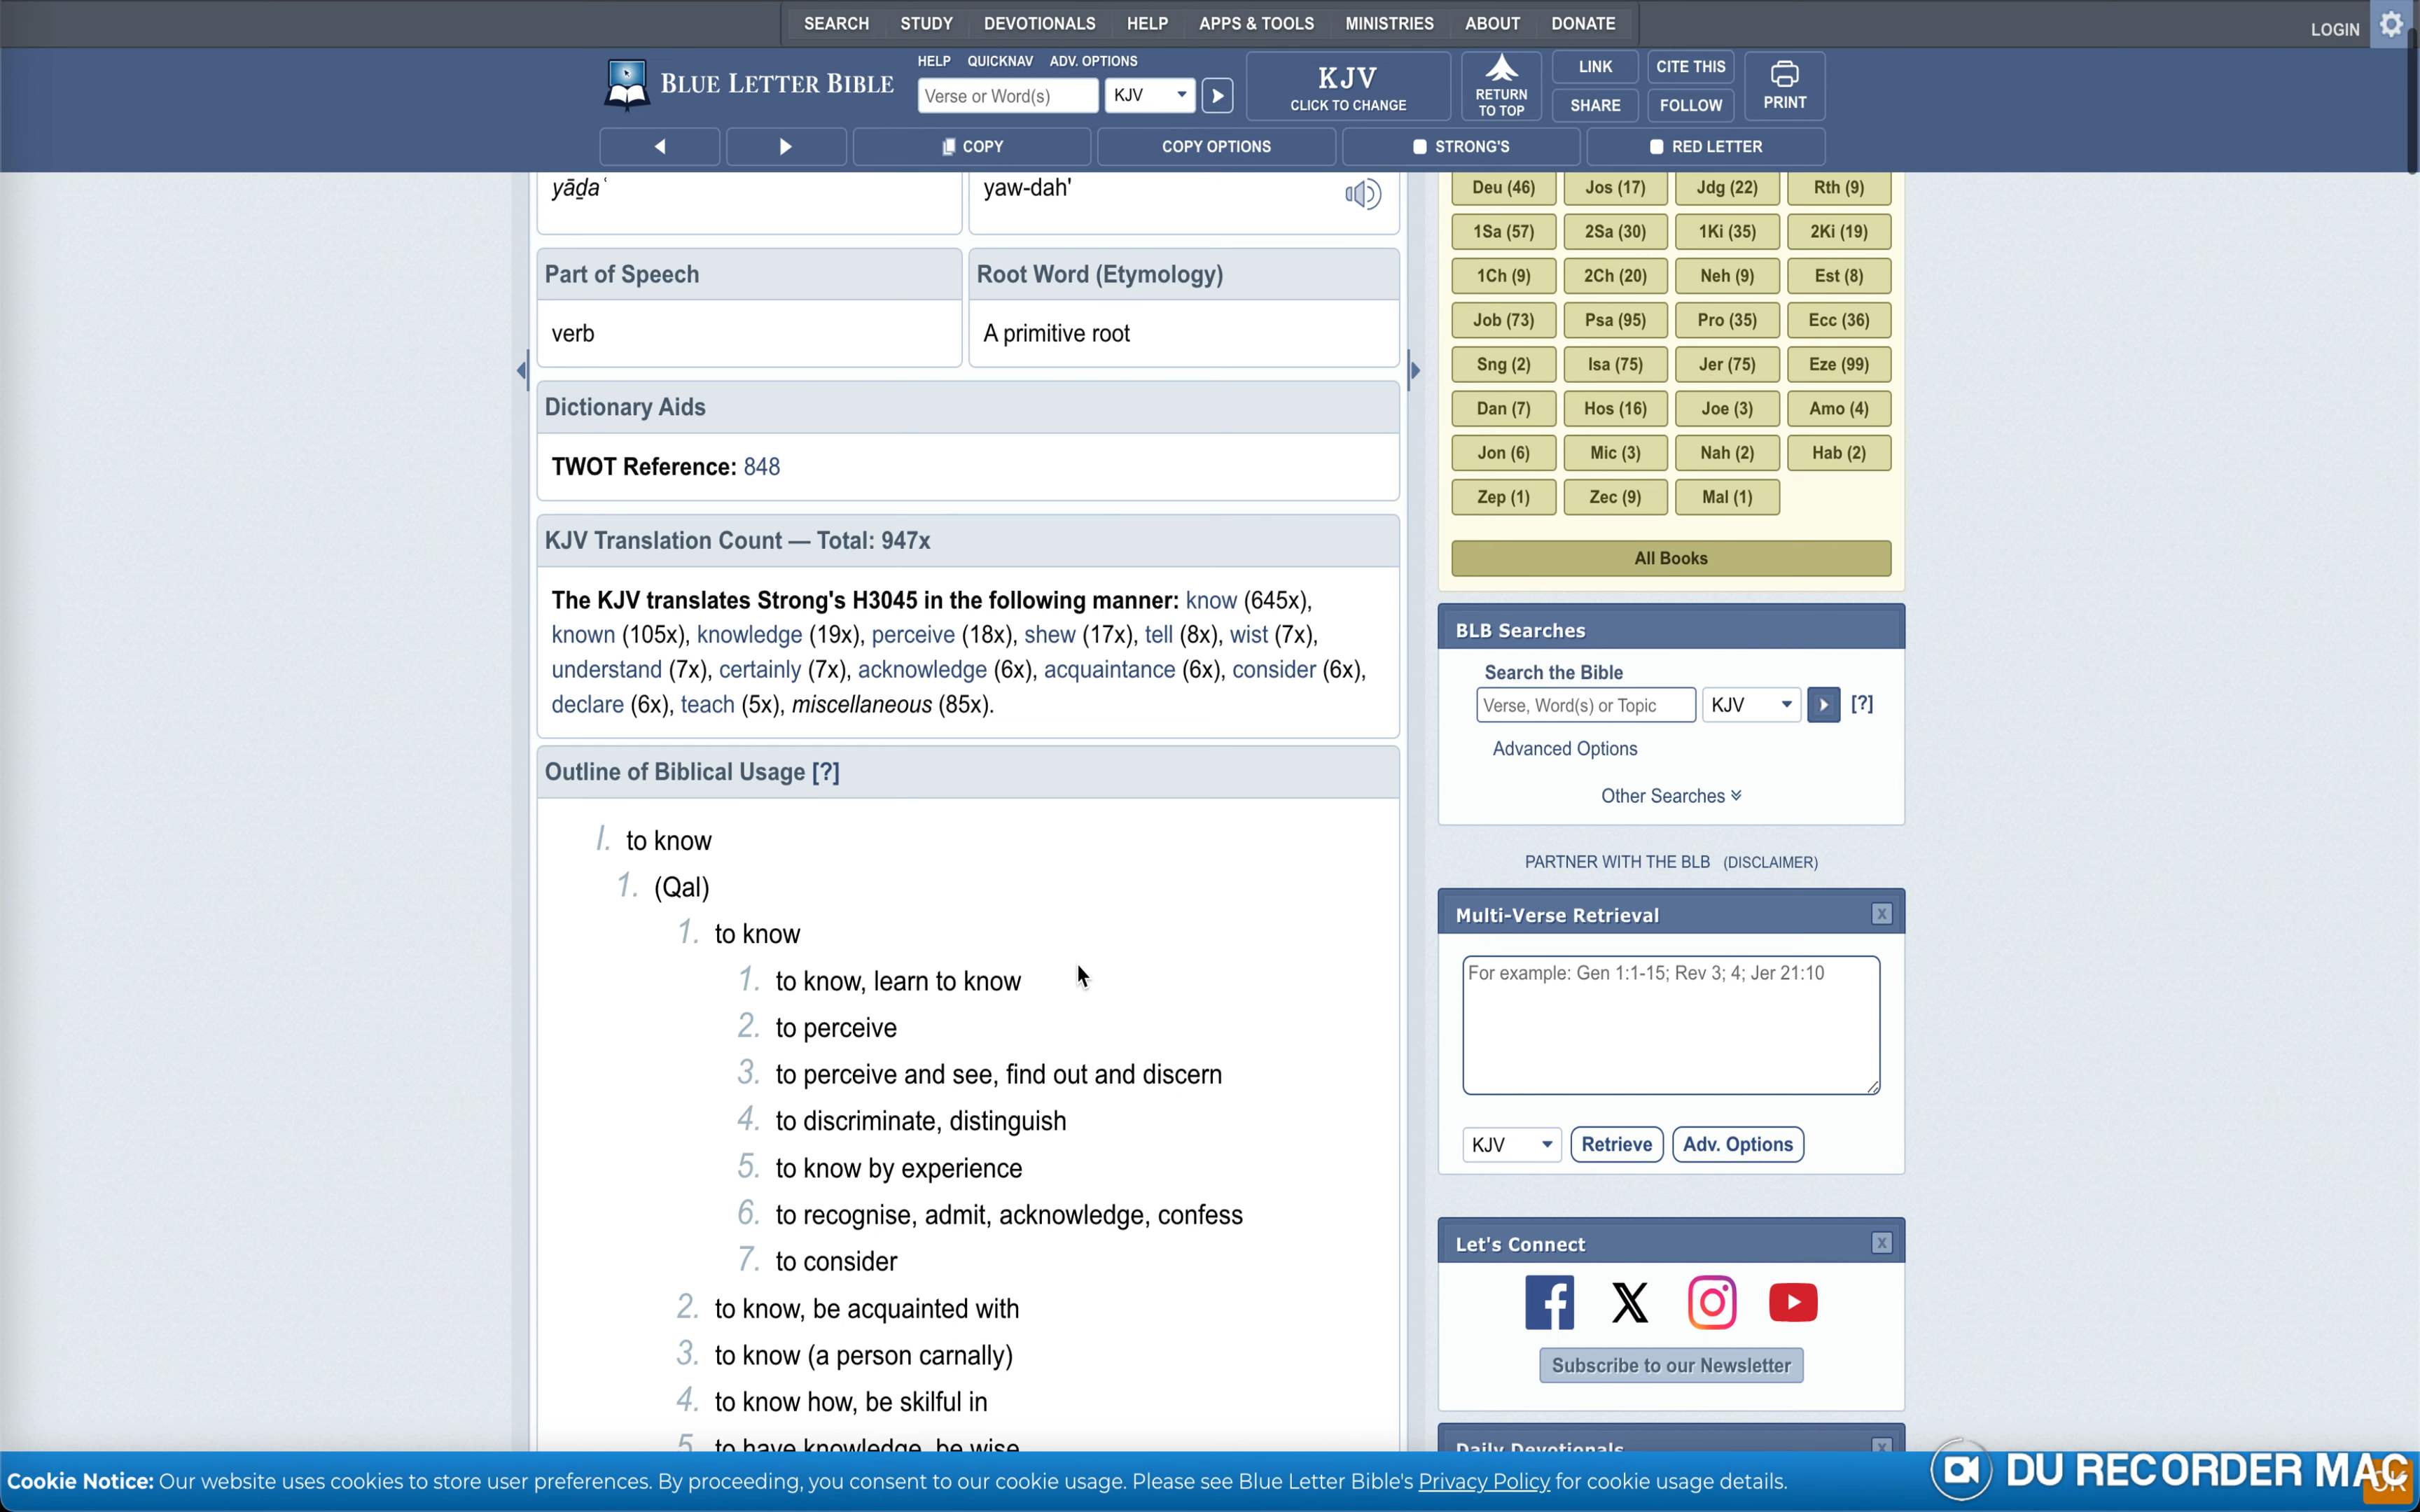 SEARCH STUDY DEVOTIONALS HELP APPS & TOOLS MINISTRIES ABOUT DONATE
LOGIN
BLUE LETTER BIBLE
HELP QUICKNAV ADV. OPTIONS
Verse or Word(s) KJV
KJV
CLICK TO CHANGE
RETURN
TO TOP
LINK CITE THIS
SHARE FOLLOW
PRINT
COPY COPY OPTIONS STRONG'S RED LETTER
yāḏaʿ yaw-dah'
Part of Speech Root Word (Etymology)
verb A primitive root
Dictionary Aids
TWOT Reference: 848
KJV Translation Count — Total: 947x
The KJV translates Strong's H3045 in the following manner: know (645x),
known (105x), knowledge (19x), perceive (18x), shew (17x), tell (8x), wist (7x),
understand (7x), certainly (7x), acknowledge (6x), acquaintance (6x), consider (6x),
declare (6x), teach (5x), miscellaneous (85x).
Outline of Biblical Usage [?]
I. to know
1. (Qal)
1. to know
1. to know, learn to know
2. to perceive
3. to perceive and see, find out and discern
4. to discriminate, distinguish
5. to know by experience
6. to recognise, admit, acknowledge, confess
7. to consider
2. to know, be acquainted with
3. to know (a person carnally)
4. to know how, be skilful in
5. to have knowledge, be wise
Deu (46) Jos (17) Jdg (22) Rth (9)
1Sa (57) 2Sa (30) 1Ki (35) 2Ki (19)
1Ch (9) 2Ch (20) Neh (9) Est (8)
Job (73) Psa (95) Pro (35) Ecc (36)
Sng (2) Isa (75) Jer (75) Eze (99)
Dan (7) Hos (16) Joe (3) Amo (4)
Jon (6) Mic (3) Nah (2) Hab (2)
Zep (1) Zec (9) Mal (1)
All Books
BLB Searches
Search the Bible
Verse, Word(s) or Topic KJV [?]
Advanced Options
Other Searches
PARTNER WITH THE BLB (DISCLAIMER)
Multi-Verse Retrieval X
For example: Gen 1:1-15; Rev 3; 4; Jer 21:10
KJV Retrieve Adv. Options
Let's Connect X
Subscribe to our Newsletter
Daily Devotionals X
Cookie Notice: Our website uses cookies to store user preferences. By proceeding, you consent to our cookie usage. Please see Blue Letter Bible's Privacy Policy for cookie usage details.
DU RECORDER MAC
OK